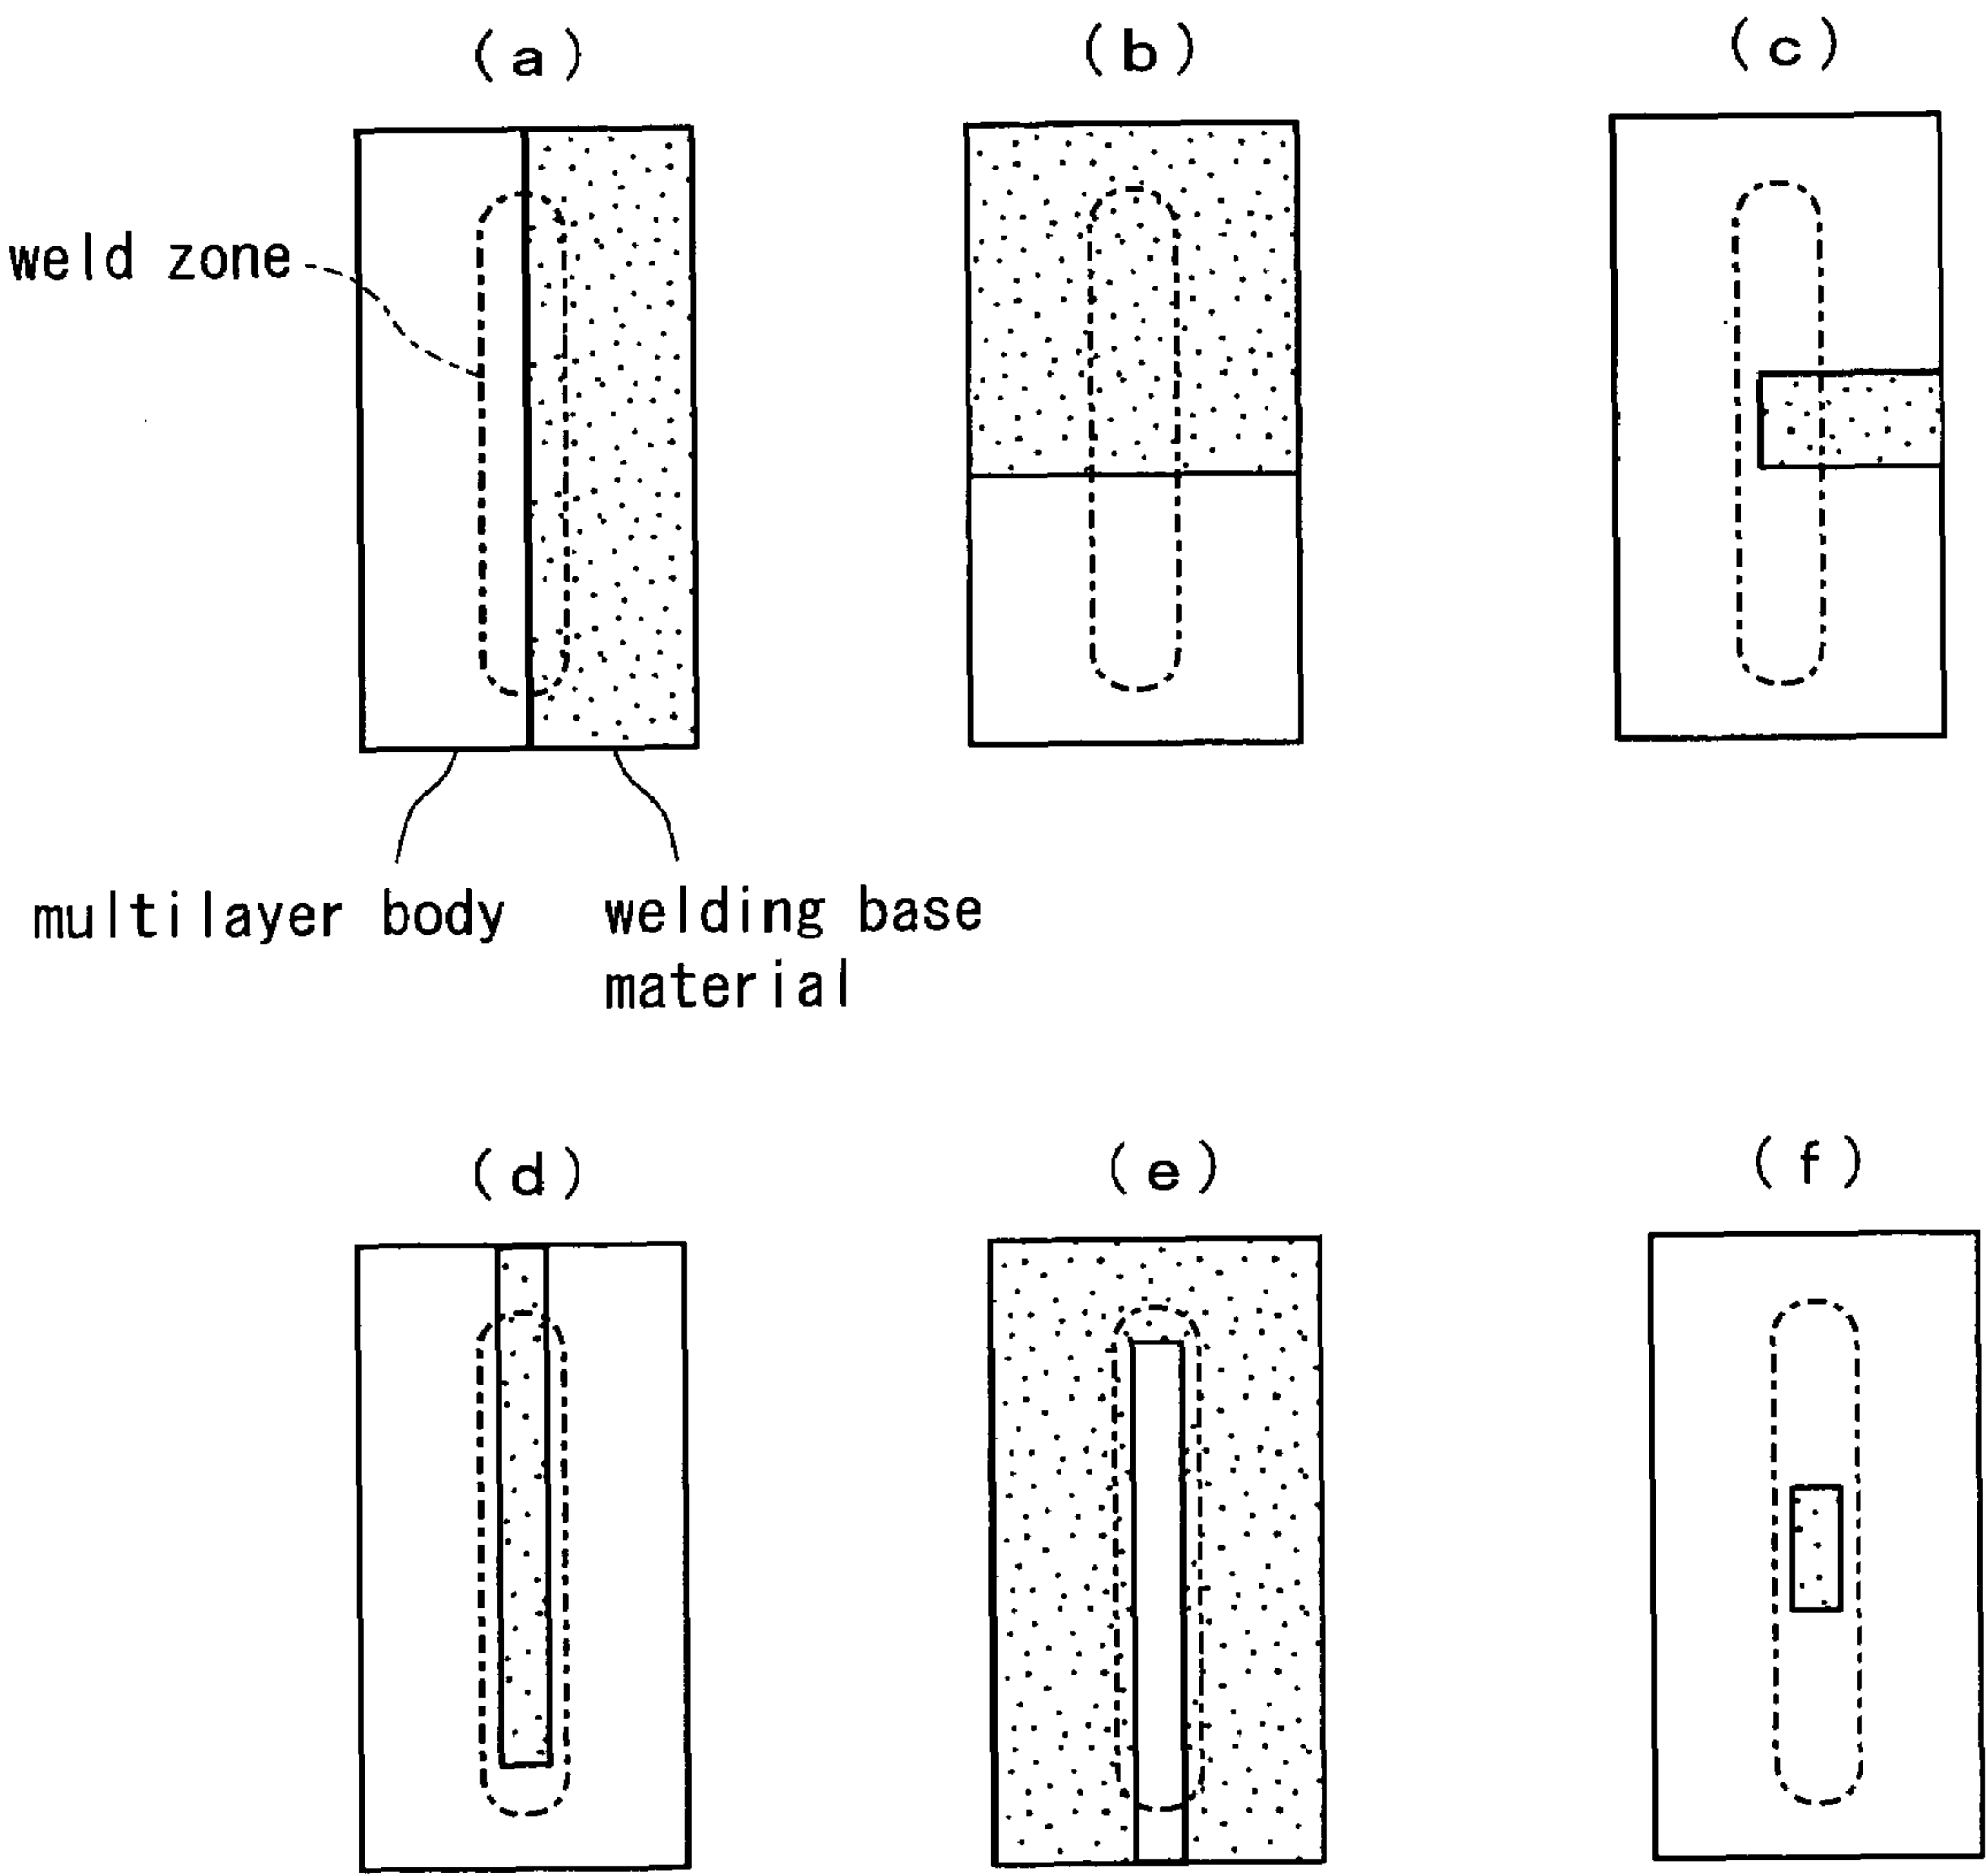 (a)
(b)
(c)
weld zone
multilayer body
welding base
material
(d)
(e)
(f)